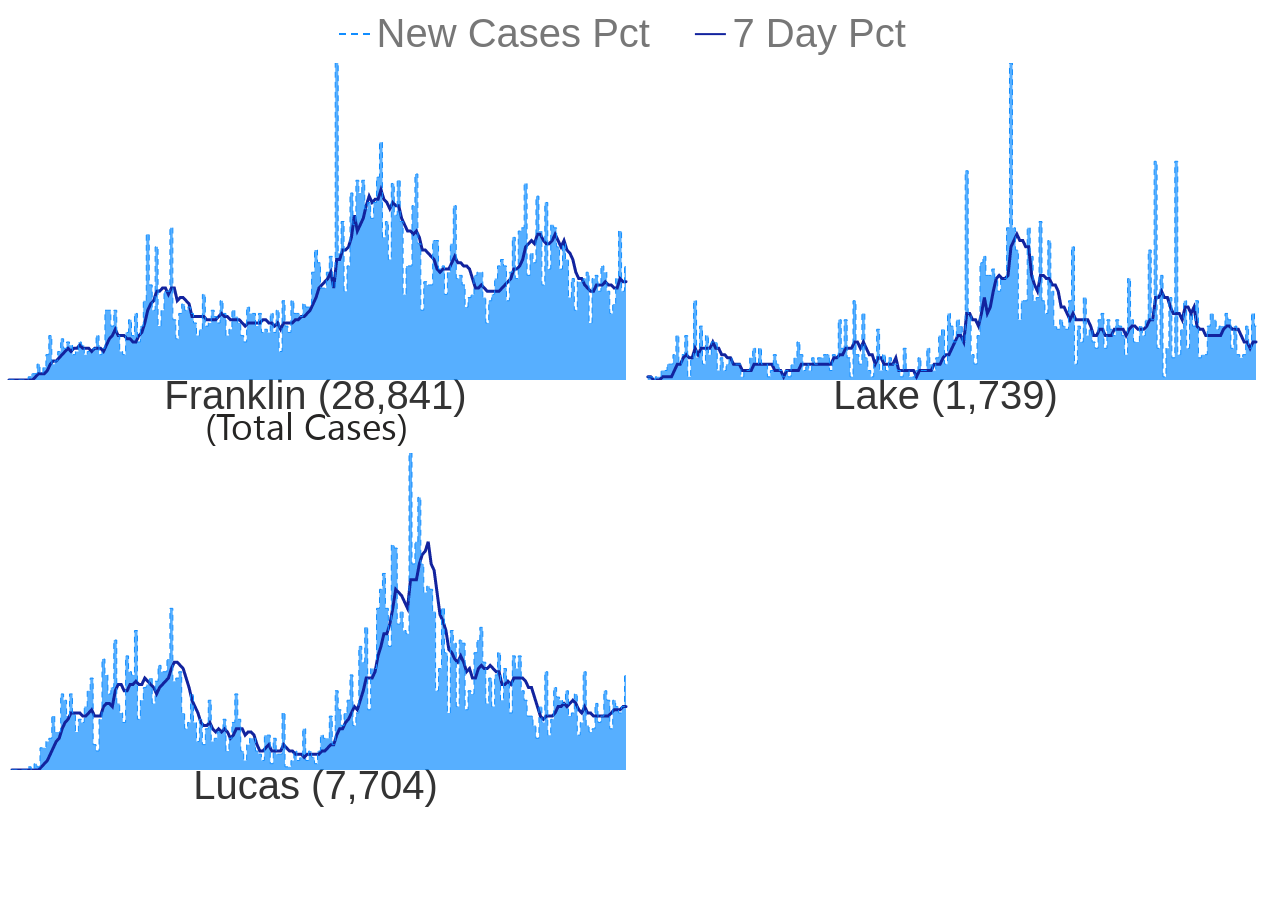 New Cases Pct 7 Day Pct
Franklin (28,841)
(Total Cases)
Lake (1,739)
Lucas (7,704)